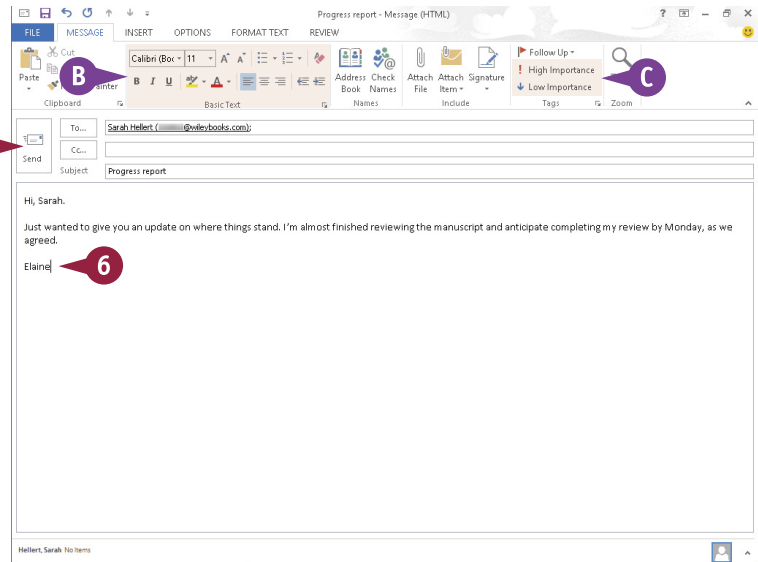 Progress report - Message (HTML)
?
FILE MESSAGE INSERT OPTIONS FORMAT TEXT REVIEW
Cut
Paste
B
Calibri (Boc 11 A A
B I U A
Clipboard
Basic Text
Address Book
Check Names
Names
Attach File
Attach Item
Signature
Include
Follow Up
! High Importance
Low Importance
Tags
C
Zoom
Send
To...
Sarah Hellert ( @wileybooks.com);
Cc...
Subject Progress report
Hi, Sarah.
Just wanted to give you an update on where things stand. I'm almost finished reviewing the manuscript and anticipate completing my review by Monday, as we
agreed.
Elaine
6
Hellert, Sarah No Items